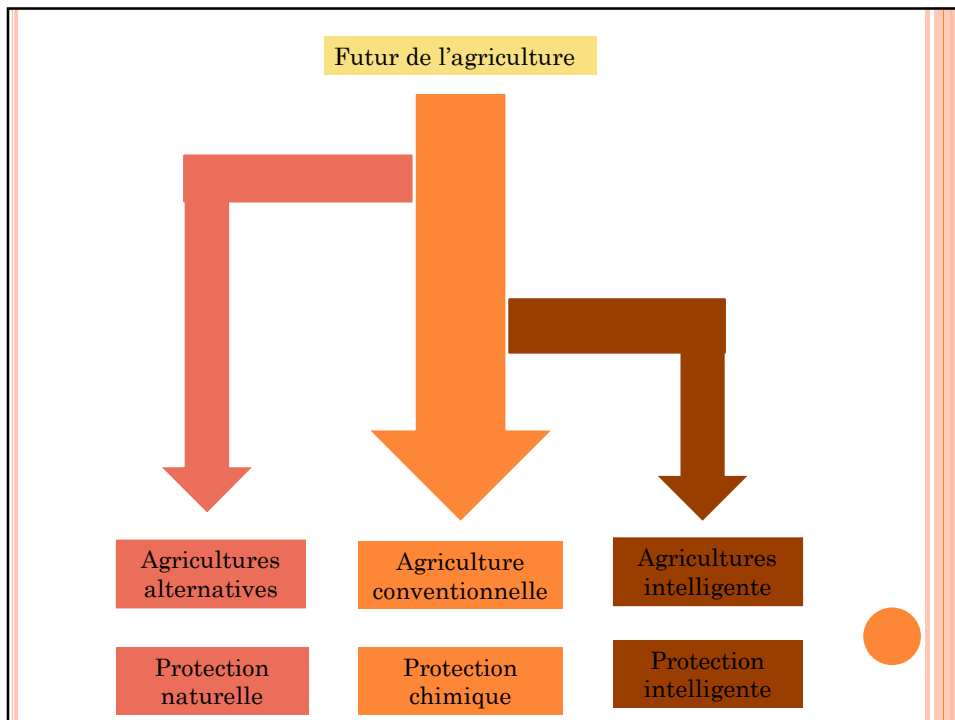 Futur de l’agriculture
Agricultures
alternatives
Agriculture
conventionnelle
Agricultures
intelligente
Protection
naturelle
Protection
chimique
Protection
intelligente